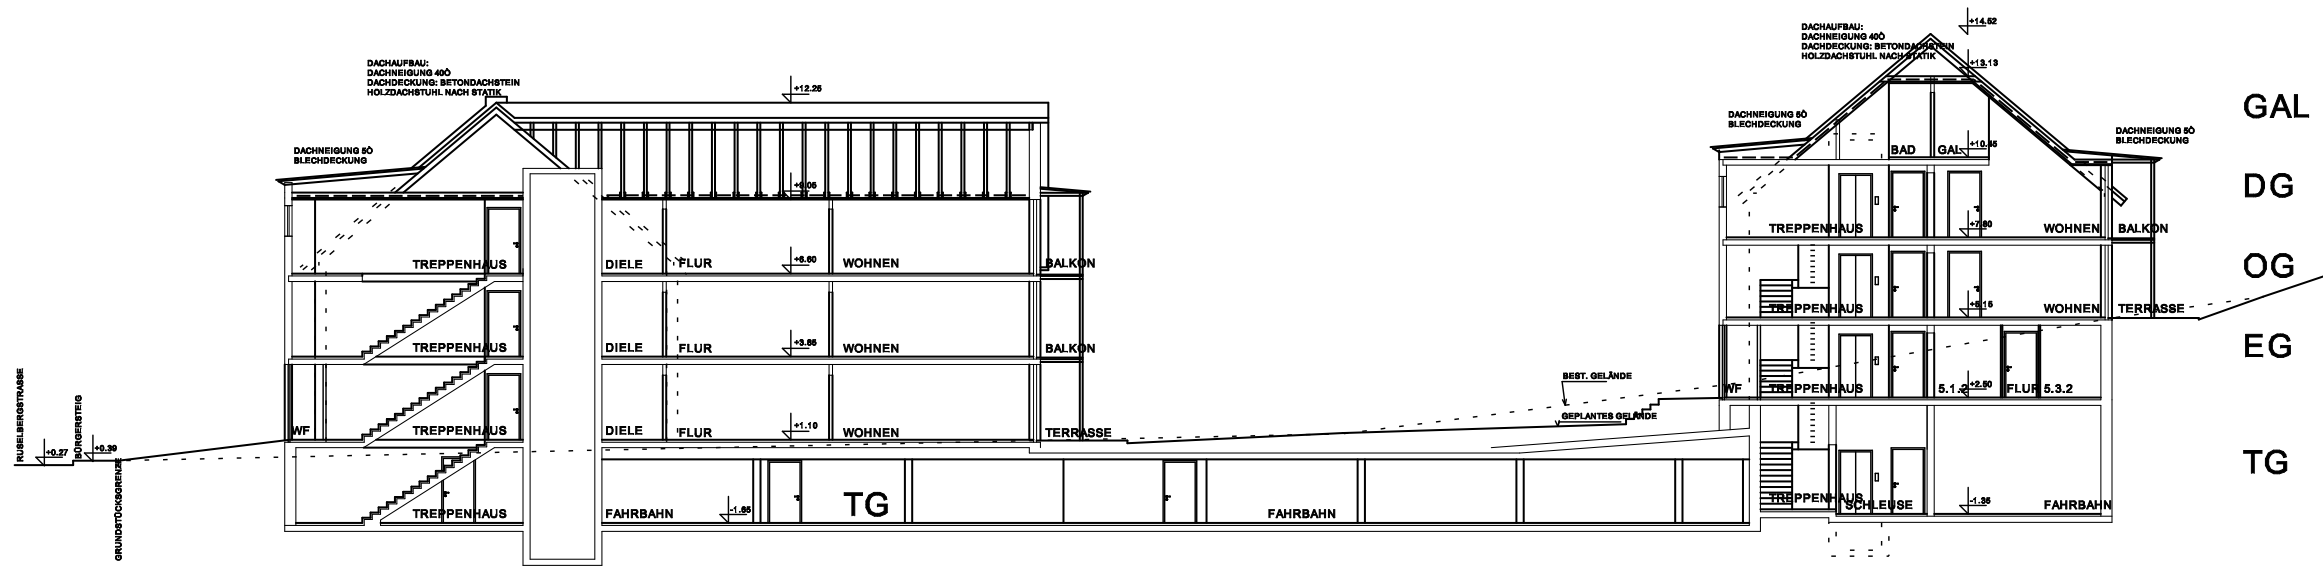 DACHAUFBAU:
DACHNEIGUNG 40Ò
DACHDECKUNG: BETONDACHSTEIN
HOLZDACHSTUHL NACH STATIK
DACHNEIGUNG 5Ò
BLECHDECKUNG
+12.25
+9.05
TREPPENHAUS
DIELE
FLUR
+6.60
WOHNEN
BALKON
TREPPENHAUS
DIELE
FLUR
+3.85
WOHNEN
BALKON
WF
TREPPENHAUS
DIELE
FLUR
+1.10
WOHNEN
TERRASSE
TREPPENHAUS
FAHRBAHN
-1.65
TG
FAHRBAHN
RUSELBERGSTRASSE
+0.27
BÜRGERSTEIG
+0.39
GRUNDSTÜCKSGRENZE
BEST. GELÄNDE
GEPLANTES GELÄNDE
DACHAUFBAU:
DACHNEIGUNG 40Ò
DACHDECKUNG: BETONDACHSTEIN
HOLZDACHSTUHL NACH STATIK
+14.52
+13.13
DACHNEIGUNG 5Ò
BLECHDECKUNG
DACHNEIGUNG 5Ò
BLECHDECKUNG
BAD
GAL
+10.45
TREPPENHAUS
+7.80
WOHNEN
BALKON
TREPPENHAUS
+5.15
WOHNEN
TERRASSE
WF
TREPPENHAUS
5.1.2
+2.50
FLUR 5.3.2
TREPPENHAUS
SCHLEUSE
-1.35
FAHRBAHN
GAL
DG
OG
EG
TG